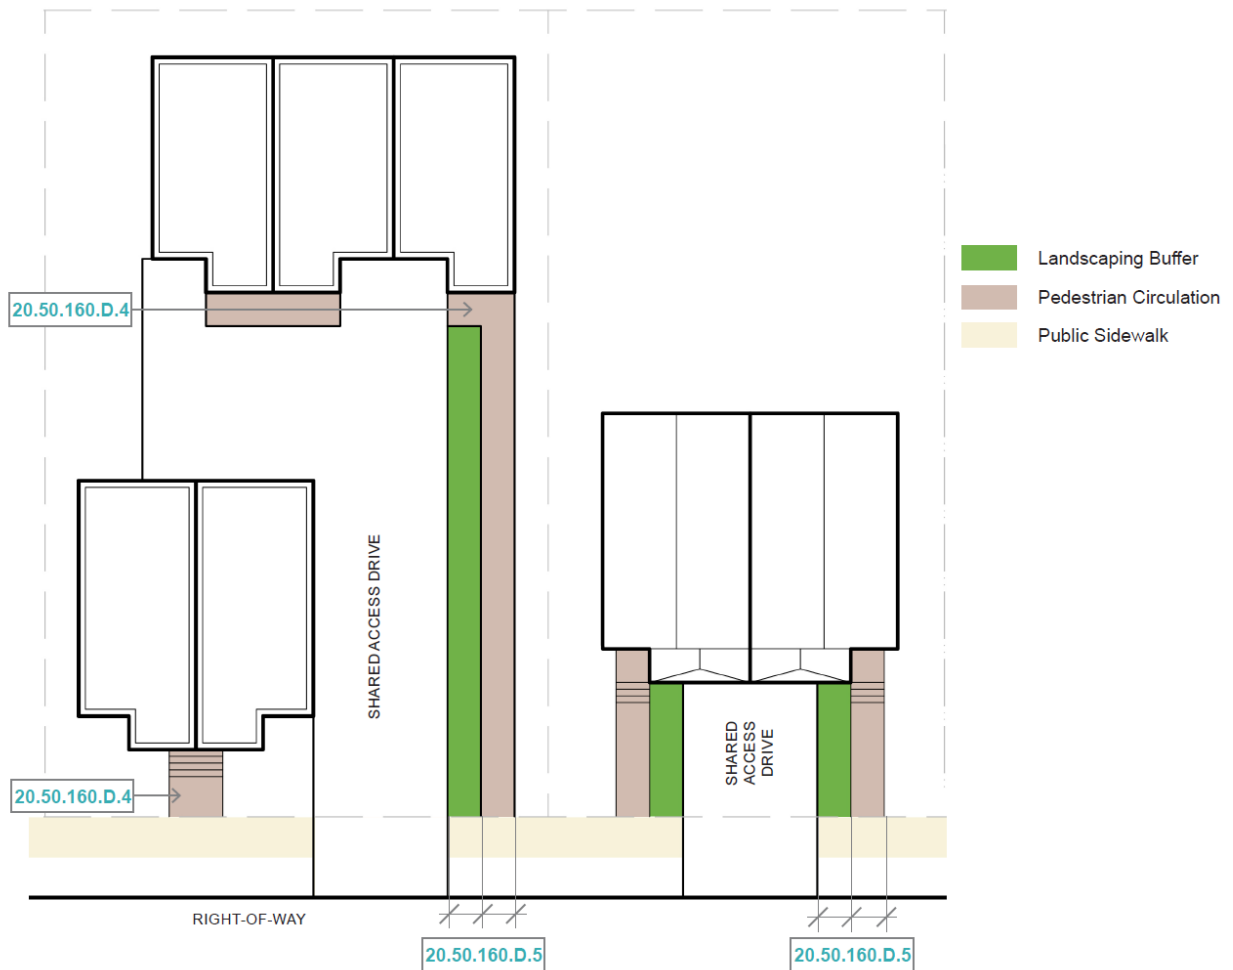 Landscaping Buffer
20.50.160.D.4
Pedestrian Circulation
Public Sidewalk
SHARED ACCESS DRIVE
SHARED
ACCESS
DRIVE
20.50.160.D.4
RIGHT-OF-WAY
20.50.160.D.5
20.50.160.D.5